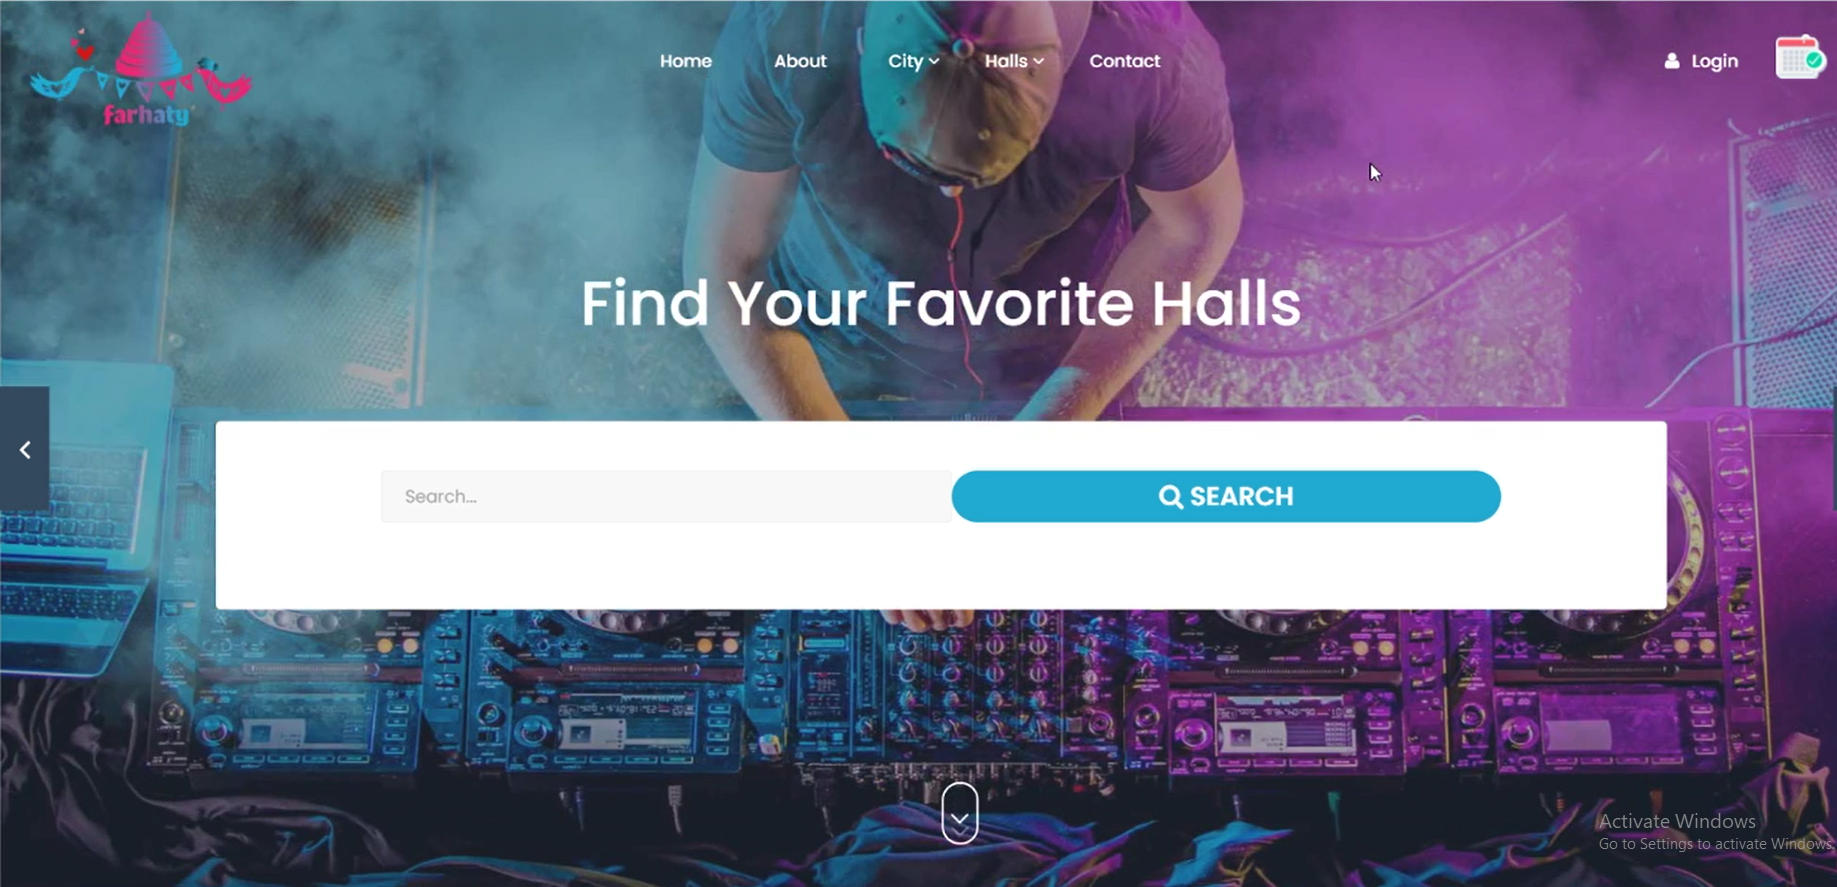 farhaty
Home About City Halls Contact
Login
Find Your Favorite Halls
Search...
SEARCH
Activate Windows
Go to Settings to activate Windows.